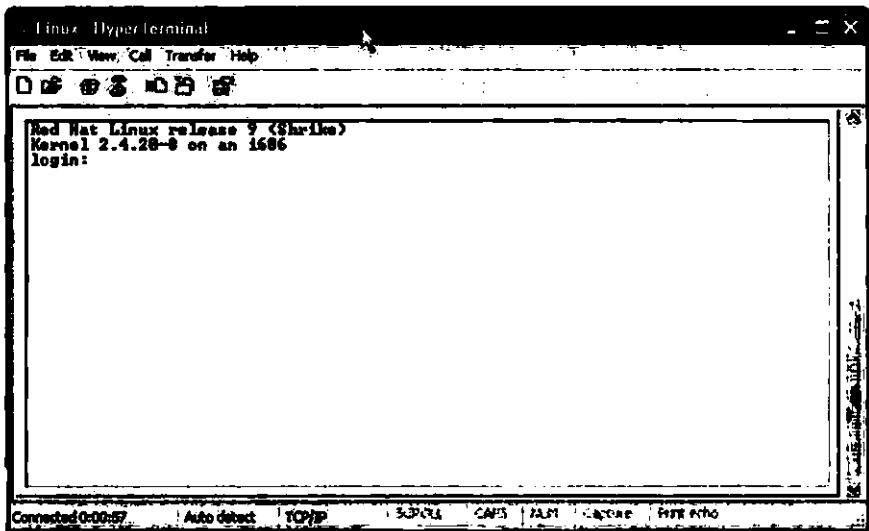 Linux - HyperTerminal
File Edit View Call Transfer Help
Red Hat Linux release 9 (Shrike)
Kernel 2.4.20-8 on an i686
login:
Connected 0:00:57 Auto detect TCP/IP SCROLL CAPS NUM Capture Print echo